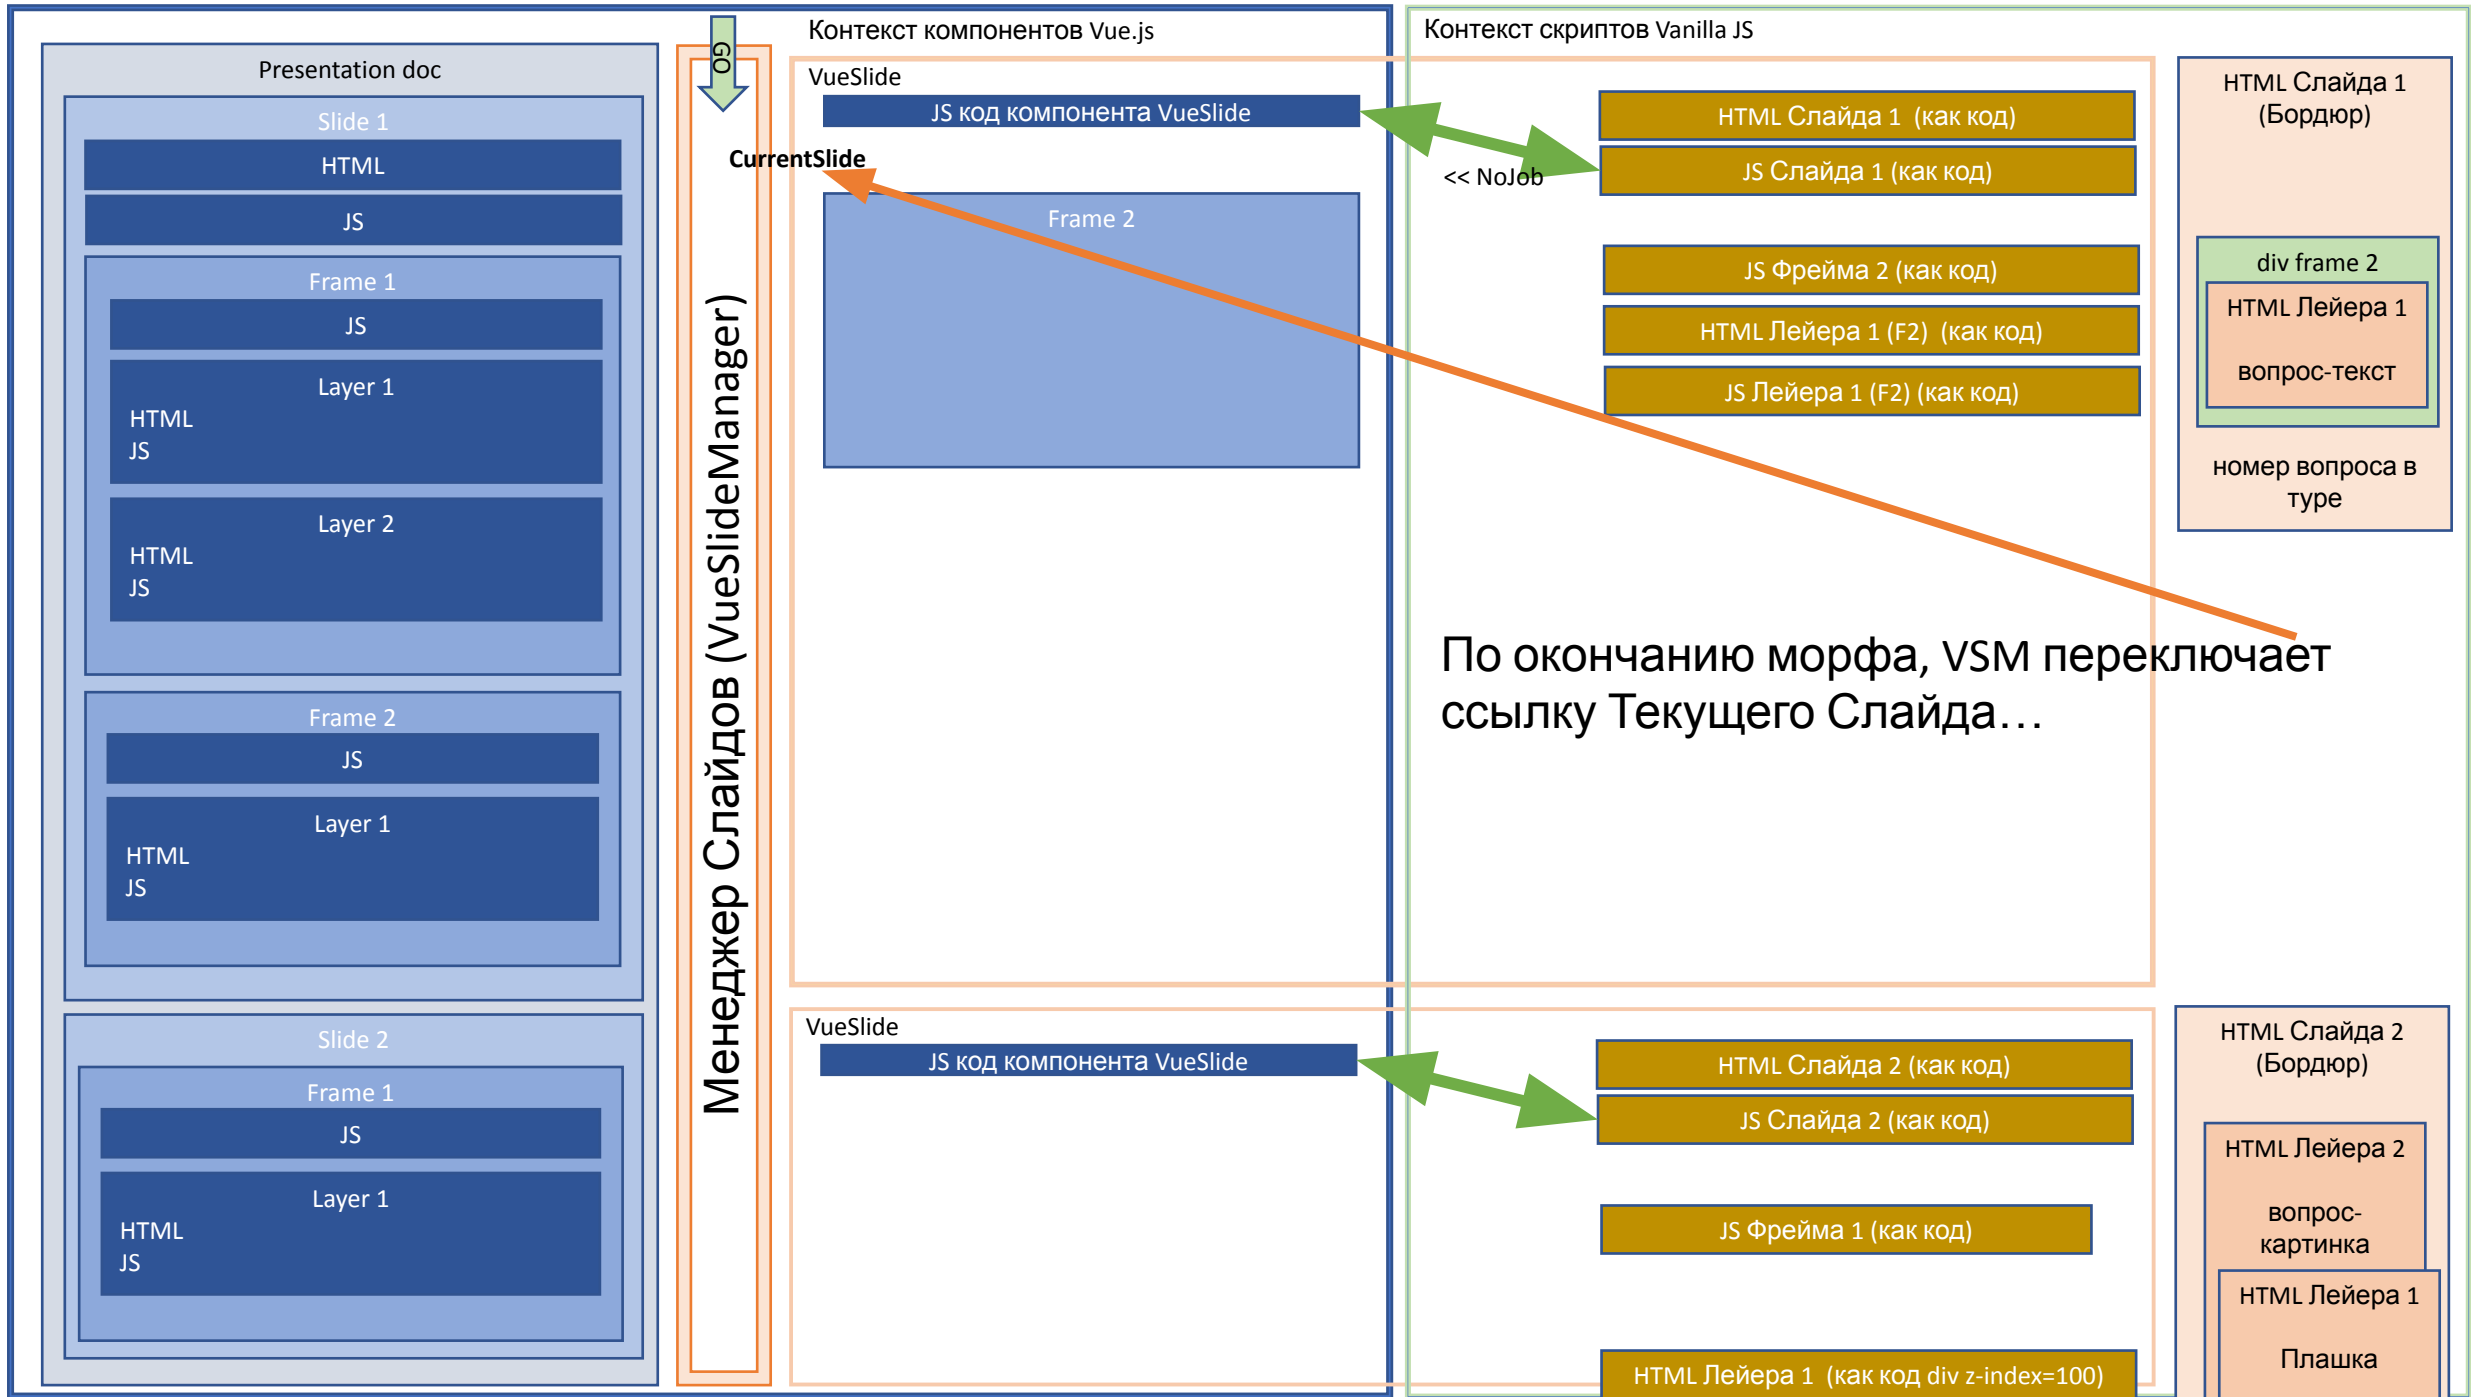 Presentation doc
Slide 1
HTML
JS
Frame 1
JS
Layer 1
HTML
JS
Layer 2
HTML
JS
Frame 2
JS
Layer 1
HTML
JS
Slide 2
Frame 1
JS
Layer 1
HTML
JS
GO
Менеджер Слайдов (VueSlideManager)
Контекст компонентов Vue.js
VueSlide
JS код компонента VueSlide
CurrentSlide
Frame 2
VueSlide
JS код компонента VueSlide
Контекст скриптов Vanilla JS
HTML Слайда 1 (как код)
JS Слайда 1 (как код)
<< NoJob
JS Фрейма 2 (как код)
HTML Лейера 1 (F2) (как код)
JS Лейера 1 (F2) (как код)
По окончанию морфа, VSM переключает
ссылку Текущего Слайда…
HTML Слайда 2 (как код)
JS Слайда 2 (как код)
JS Фрейма 1 (как код)
HTML Лейера 1 (как код div z-index=100)
HTML Слайда 1
(Бордюр)
div frame 2
HTML Лейера 1
вопрос-текст
номер вопроса в
туре
HTML Слайда 2
(Бордюр)
HTML Лейера 2
вопрос-
картинка
HTML Лейера 1
Плашка